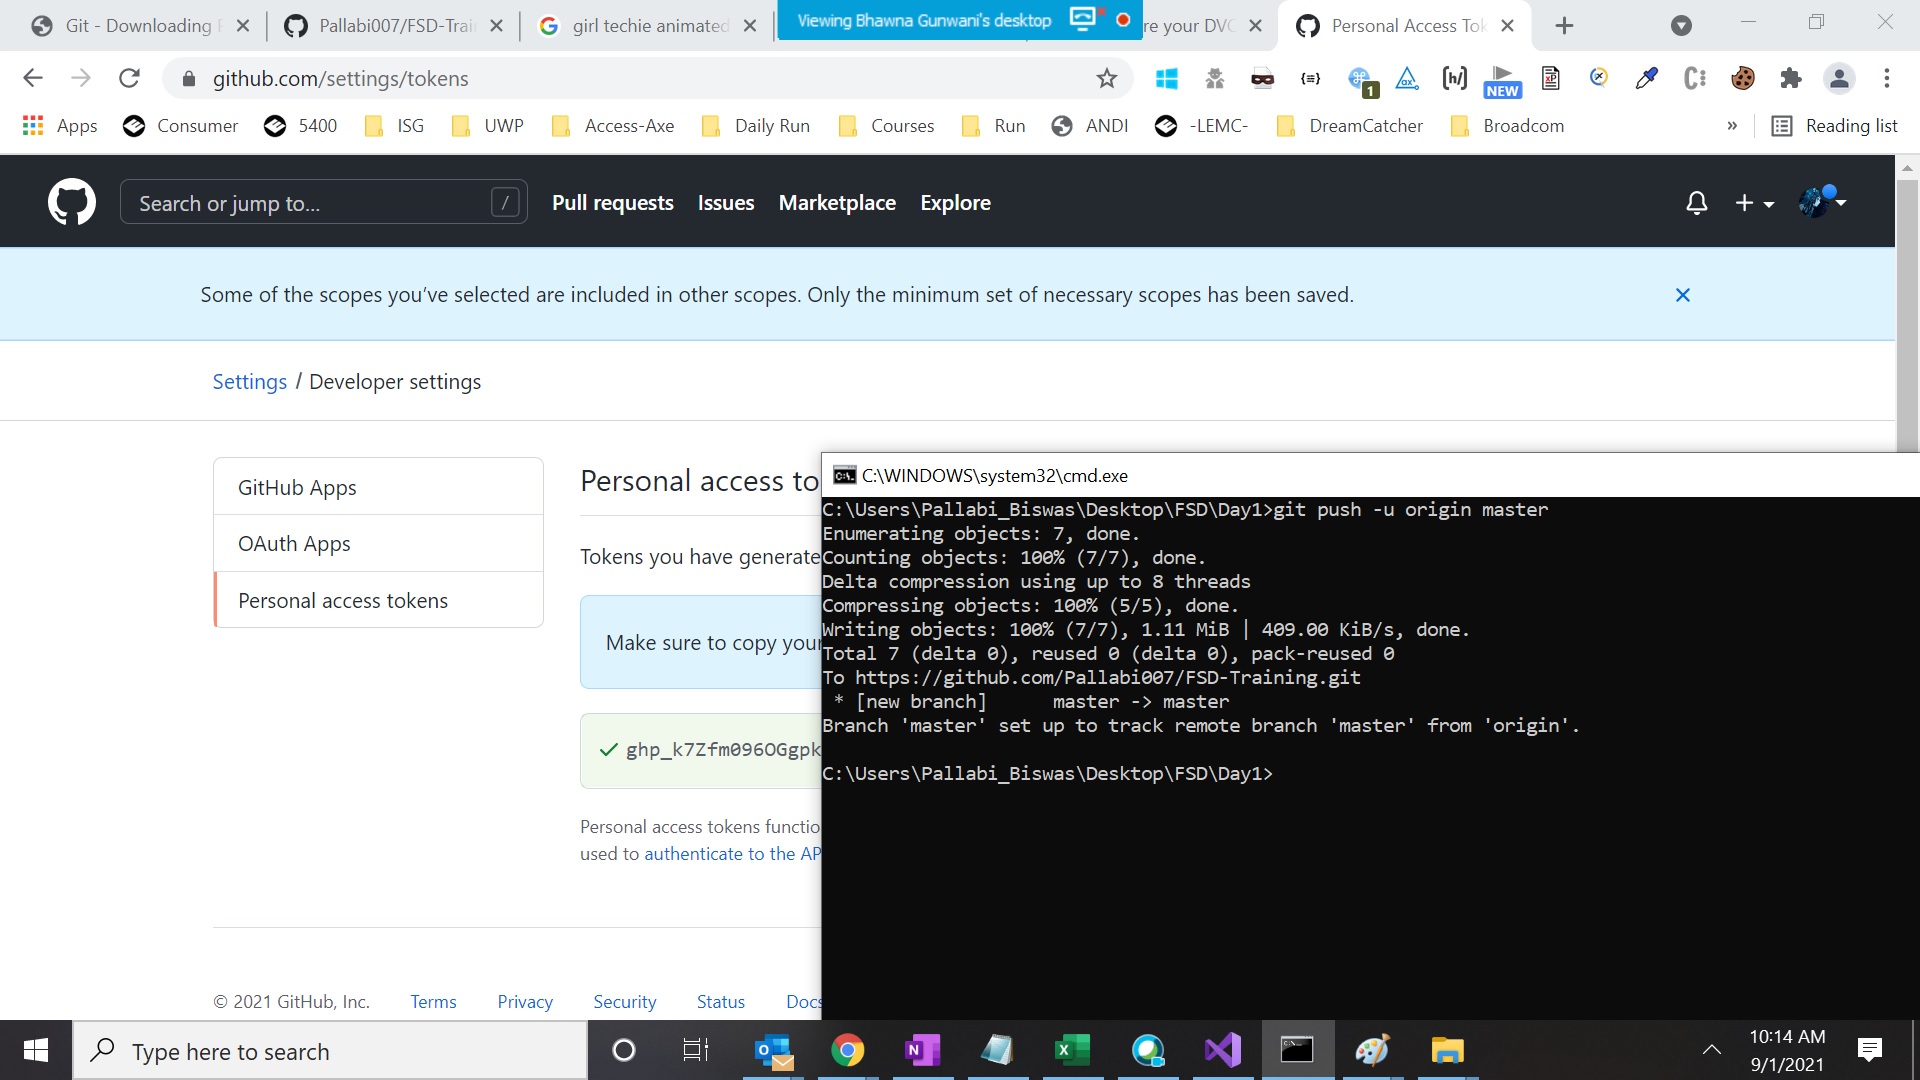 Git - Downloading
Pallabi007/FSD-Trai
girl techie animated
Viewing Bhawna Gunwani's desktop
re your DVC
Personal Access Tok
github.com/settings/tokens
1
NEW
Apps
Consumer
5400
ISG
UWP
Access-Axe
Daily Run
Courses
Run
ANDI
-LEMC-
DreamCatcher
Broadcom
»
Reading list
Search or jump to...
/
Pull requests
Issues
Marketplace
Explore
Some of the scopes you’ve selected are included in other scopes. Only the minimum set of necessary scopes has been saved.
Settings / Developer settings
GitHub Apps
OAuth Apps
Personal access tokens
Personal access to
Tokens you have generate
Make sure to copy your
ghp_k7Zfm096OGgpk
Personal access tokens functio
used to authenticate to the AP
© 2021 GitHub, Inc.
Terms
Privacy
Security
Status
Docs
C:\WINDOWS\system32\cmd.exe
C:\Users\Pallabi_Biswas\Desktop\FSD\Day1>git push -u origin master
Enumerating objects: 7, done.
Counting objects: 100% (7/7), done.
Delta compression using up to 8 threads
Compressing objects: 100% (5/5), done.
Writing objects: 100% (7/7), 1.11 MiB | 409.00 KiB/s, done.
Total 7 (delta 0), reused 0 (delta 0), pack-reused 0
To https://github.com/Pallabi007/FSD-Training.git
* [new branch]      master -> master
Branch 'master' set up to track remote branch 'master' from 'origin'.
C:\Users\Pallabi_Biswas\Desktop\FSD\Day1>
Type here to search
10:14 AM
9/1/2021